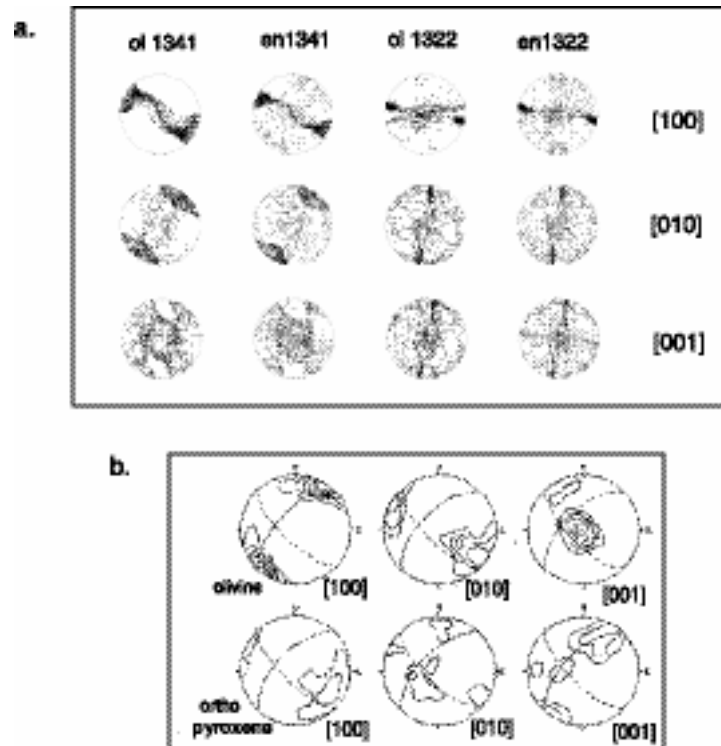 a.
ol 1341 en1341 ol 1322 en1322
[100]
[010]
[001]
b.
olivine [100] [010] [001]
ortho
pyroxene [100] [010] [001]